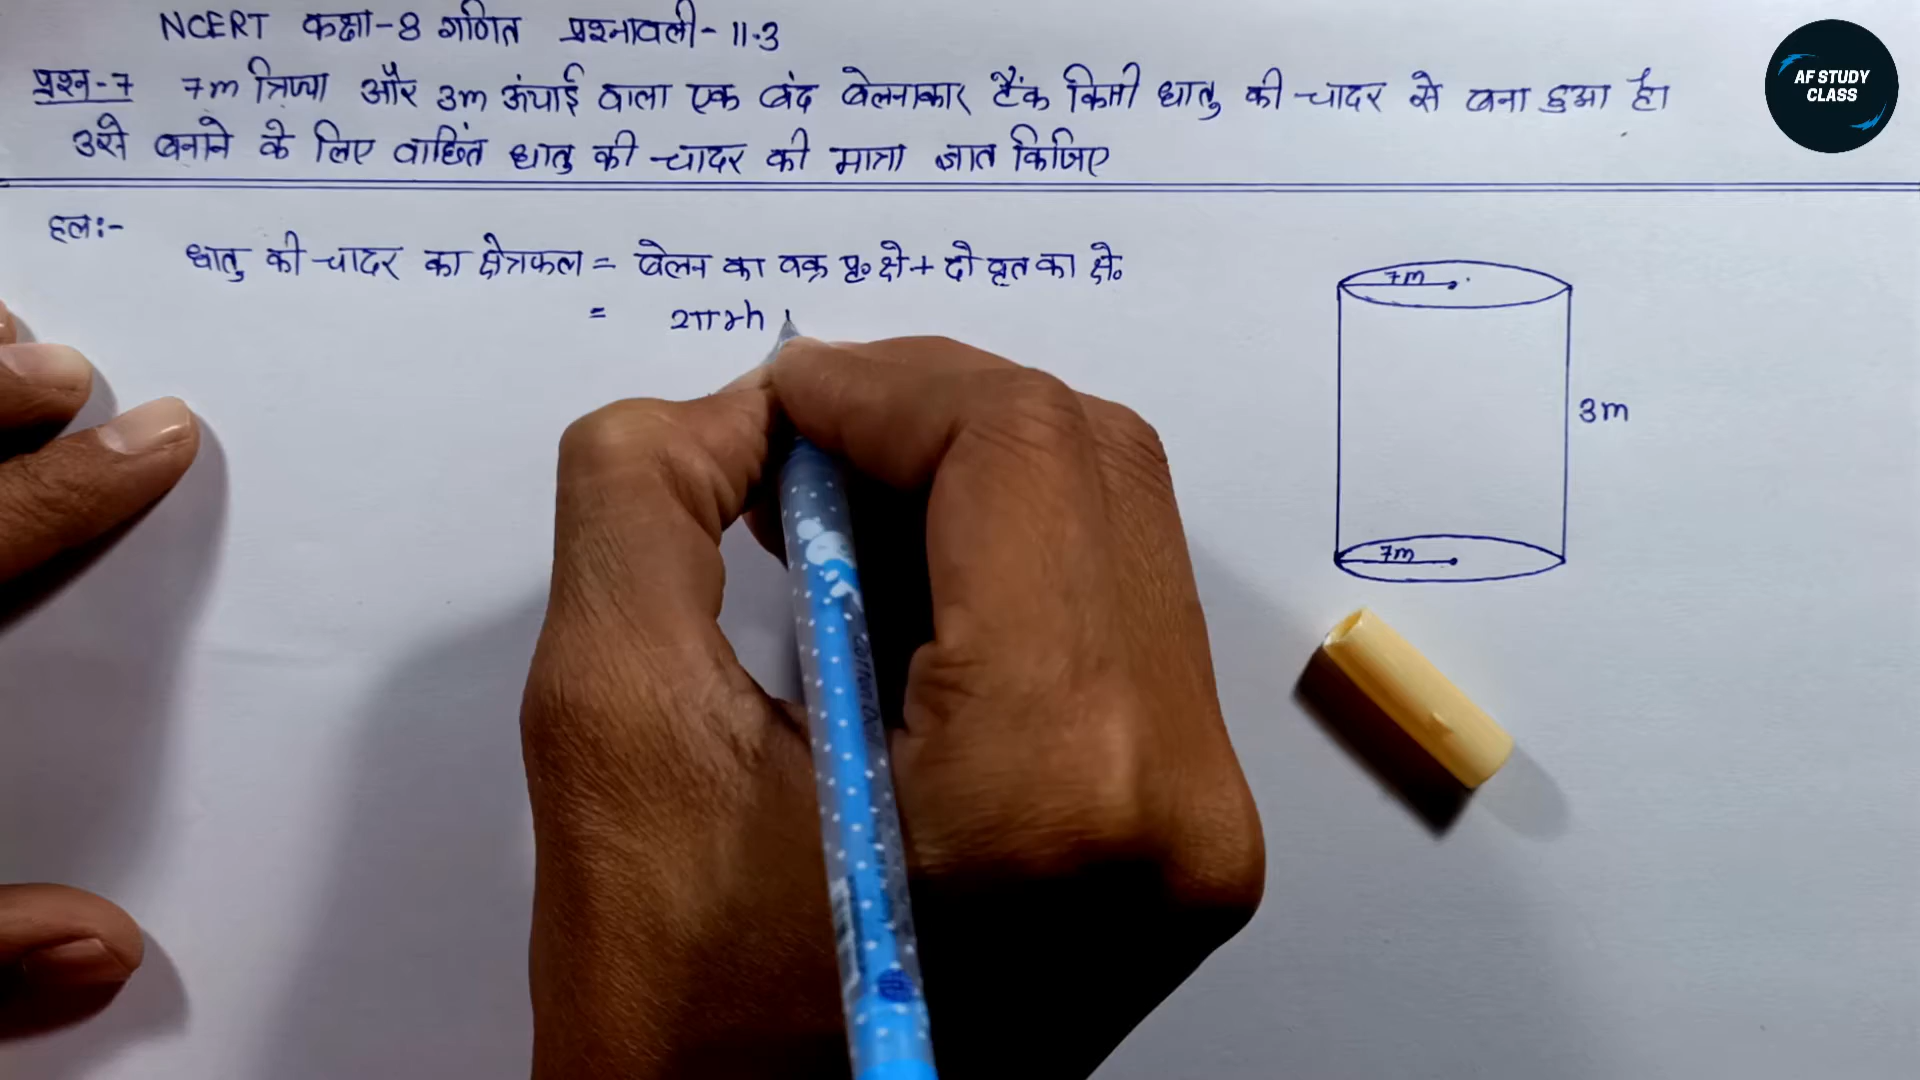 NCERT कक्षा-8 गणित प्रश्नावली-11.3
प्रश्न-7 7m त्रिज्या और 3m ऊंचाई वाला एक बंद बेलनाकार टैंक किसी धातु की चादर से बना हुआ है।
उसे बनाने के लिए वाछिंत धातु की चादर की मात्रा ज्ञात किजिए
AF STUDY
CLASS
हलः-
धातु की चादर का क्षेत्रफल = बेलन का वक्र पृ० क्षे + दो वृत का क्षे०
= 2πrh
7m
3m
7m